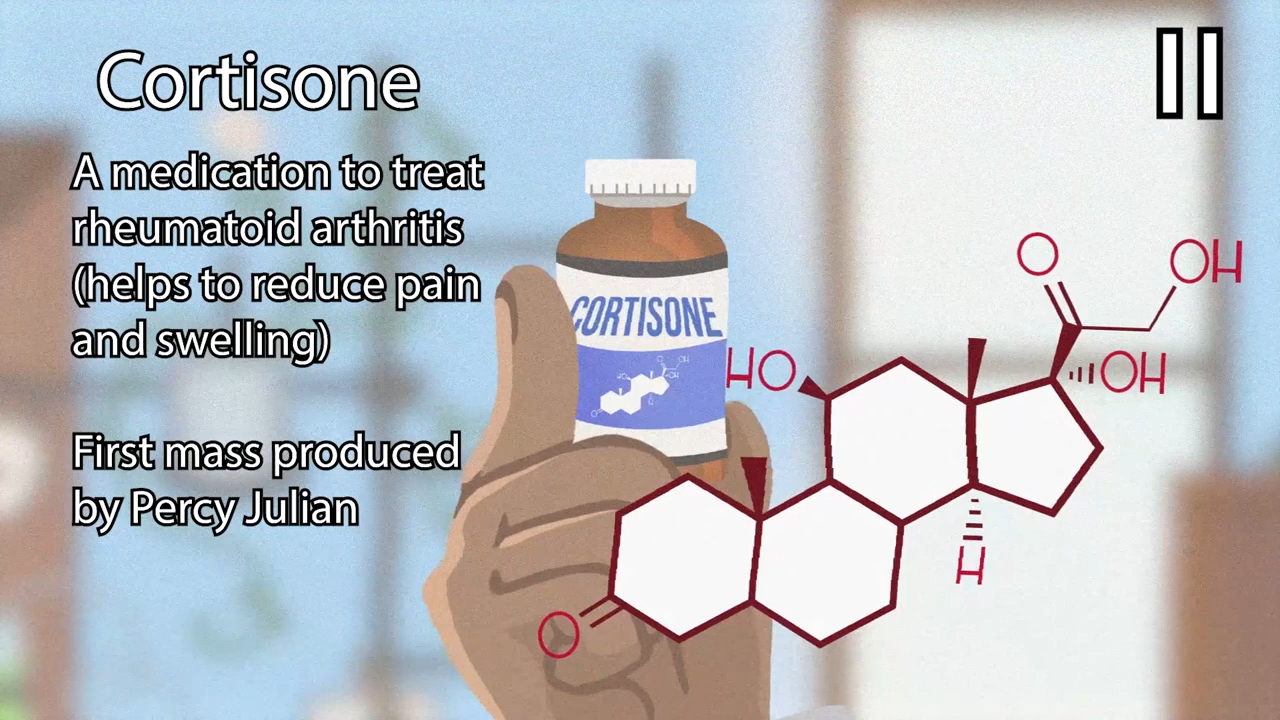 Cortisone
A medication to treat
rheumatoid arthritis
(helps to reduce pain
and swelling)
First mass produced
by Percy Julian
CORTISONE
O
OH
HO
OH
H
O